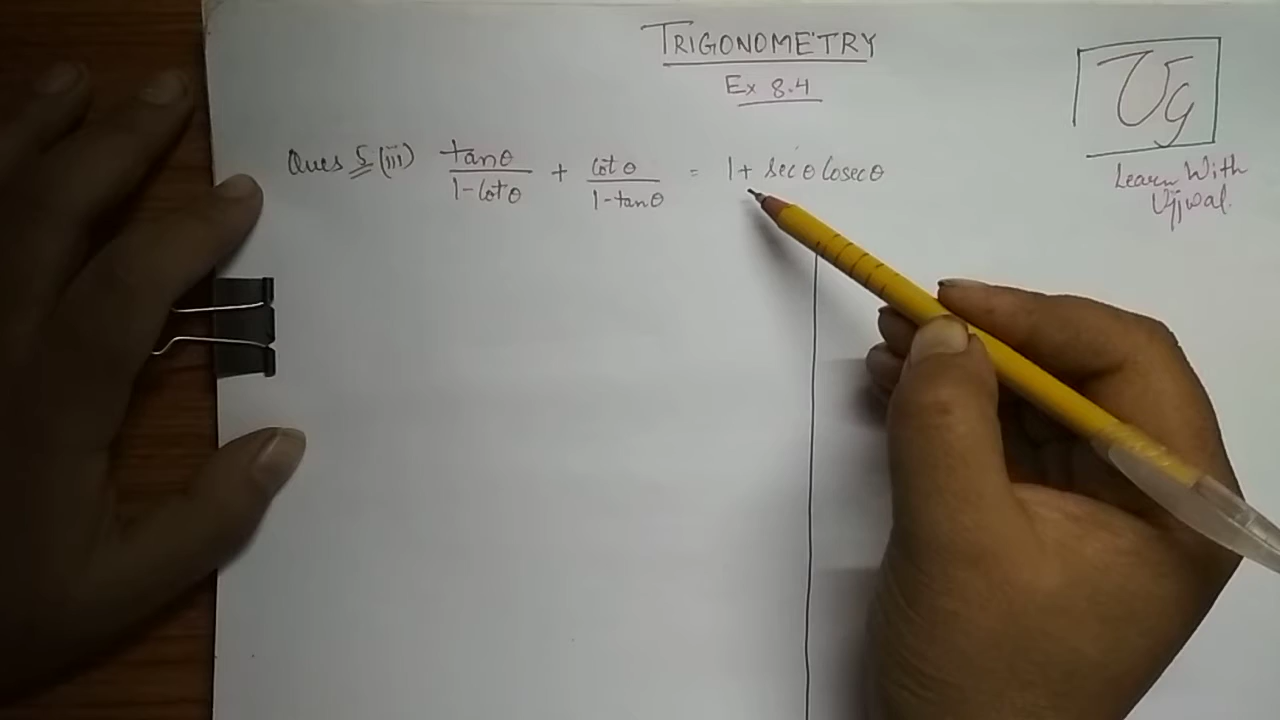 TRIGONOMETRY
Ex 8.4
Ques 5 (iii) tanθ / 1-cotθ + cotθ / 1-tanθ = 1 + secθ cosecθ
UG
Learn With
Ujjwal.